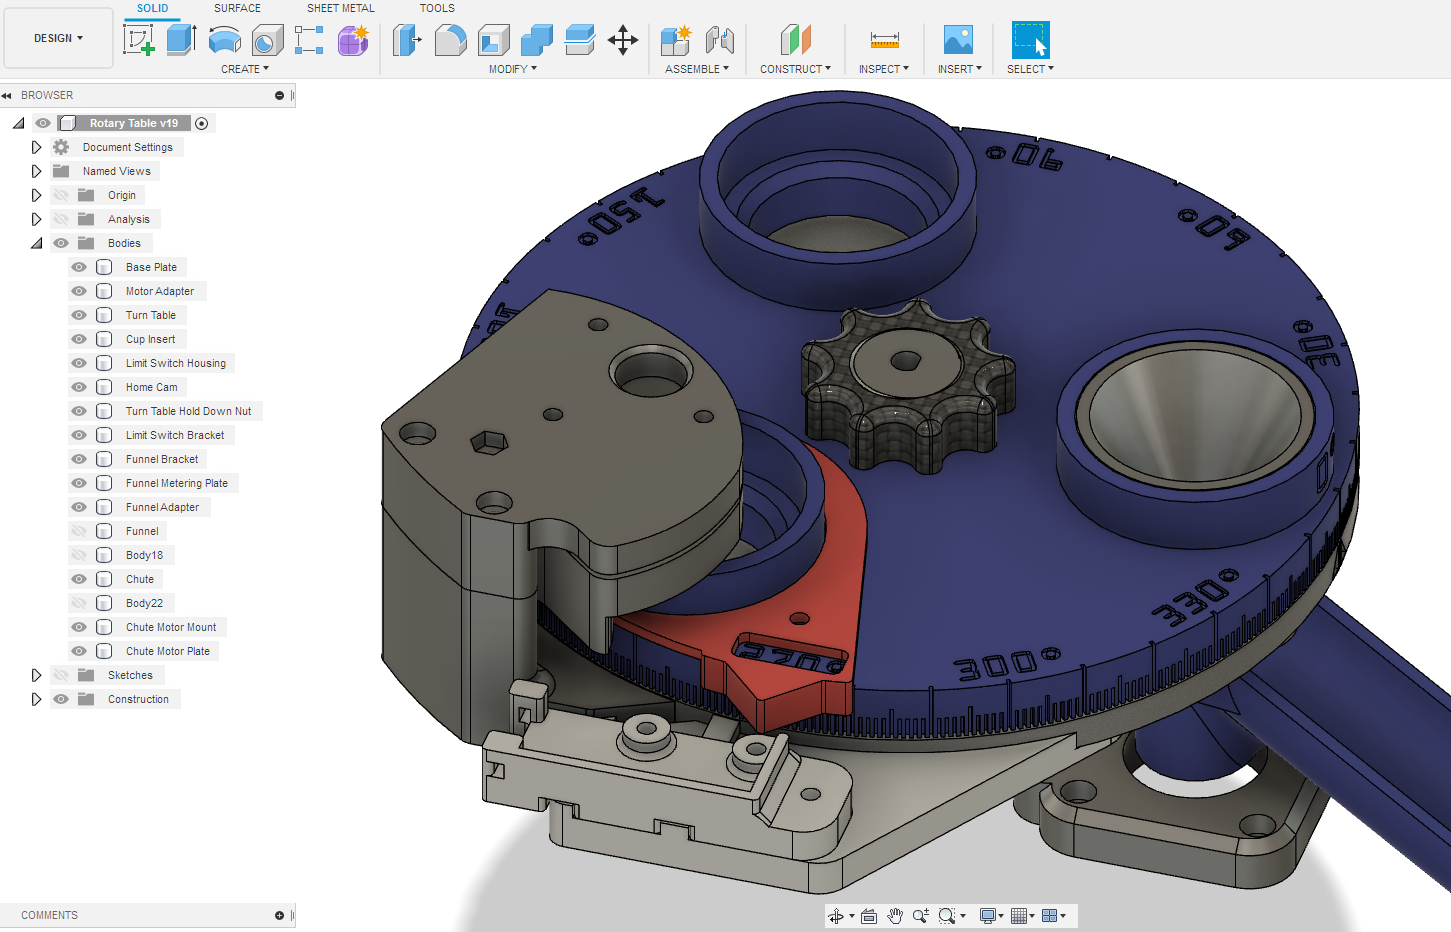 SOLID SURFACE SHEET METAL TOOLS
DESIGN
CREATE MODIFY ASSEMBLE CONSTRUCT INSPECT INSERT SELECT
BROWSER
Rotary Table v19
Document Settings
Named Views
Origin
Analysis
Bodies
Base Plate
Motor Adapter
Turn Table
Cup Insert
Limit Switch Housing
Home Cam
Turn Table Hold Down Nut
Limit Switch Bracket
Funnel Bracket
Funnel Metering Plate
Funnel Adapter
Funnel
Body18
Chute
Body22
Chute Motor Mount
Chute Motor Plate
Sketches
Construction
90°
150°
60°
30°
0
330°
300°
270°
COMMENTS